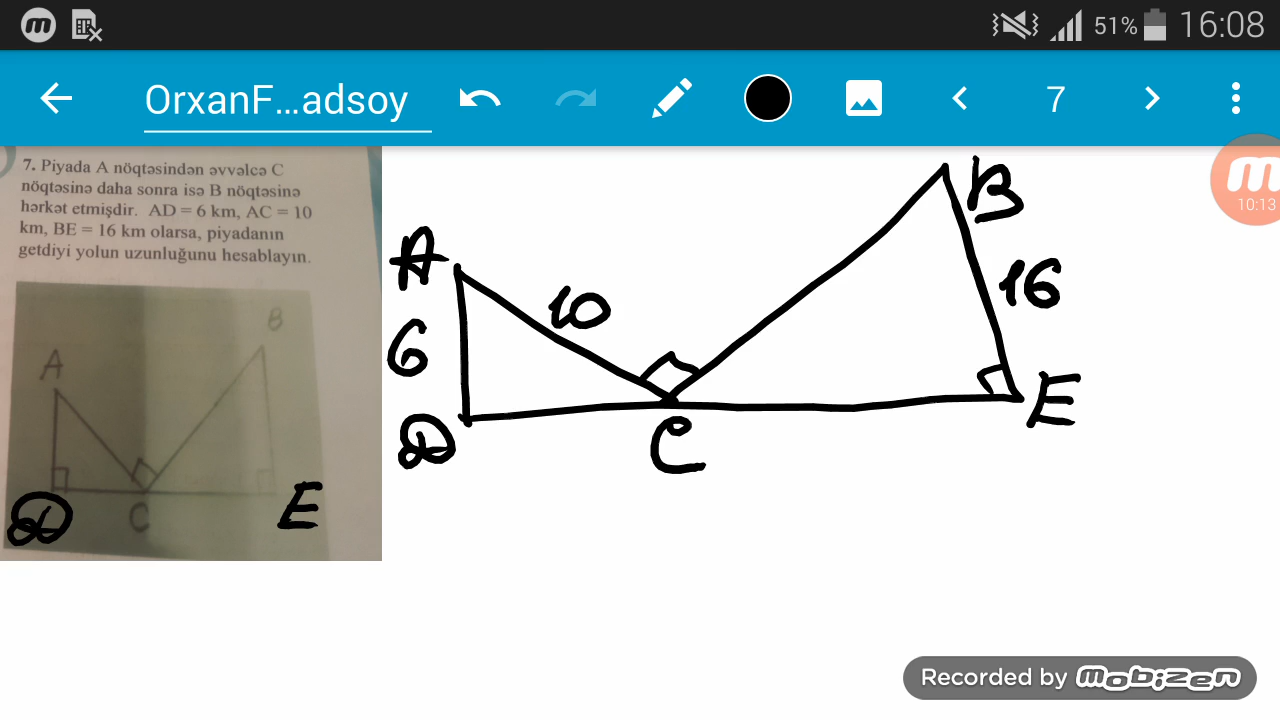 51% 16:08
OrxanF...adsoy 7
10:13
7. Piyada A nöqtəsindən əvvəlcə C
nöqtəsinə daha sonra isə B nöqtəsinə
hərkət etmişdir. AD = 6 km, AC = 10
km, BE = 16 km olarsa, piyadanın
getdiyi yolun uzunluğunu hesablayın.
B
A
D C E
B
A
10 16
6
D C E
Recorded by mobizen